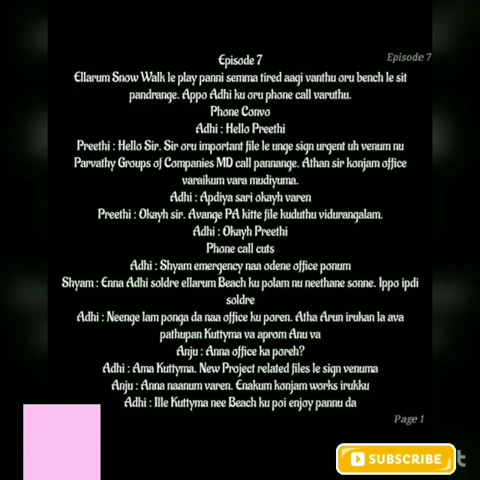 Episode 7
Episode 7
Ellarum Snow Walk le play panni semma tired aagi vanthu oru bench le sit
pandrange. Appo Adhi ku oru phone call varuthu.
Phone Convo
Adhi : Hello Preethi
Preethi : Hello Sir. Sir oru important file le unge sign urgent uh venum nu
Parvathy Groups of Companies MD call pannange. Athan sir konjam office
varaikum vara mudiyuma.
Adhi : Apdiya sari okayh varen
Preethi : Okayh sir. Avange PA kitte file kuduthu vidurangalam.
Adhi : Okayh Preethi
Phone call cuts
Adhi : Shyam emergency naa odene office ponum
Shyam : Enna Adhi soldre ellarum Beach ku polam nu neethane sonne. Ippo ipdi
soldre
Adhi : Neenge lam ponga da naa office ku poren. Atha Arun irukan la ava
pathupan Kuttyma va aprom Anu va
Anju : Anna office ka poreh?
Adhi : Ama Kuttyma. New Project related files le sign venuma
Anju : Anna naanum varen. Enakum konjam works irukku
Adhi : Ille Kuttyma nee Beach ku poi enjoy pannu da
Page 1
SUBSCRIBE